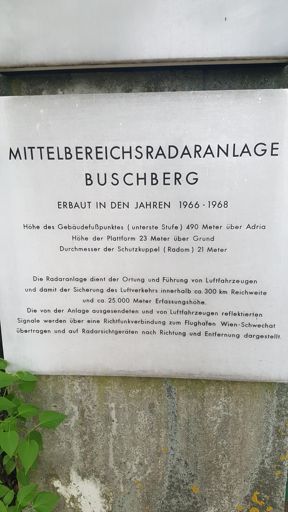 MITTELBEREICHSRADARANLAGE
BUSCHBERG
ERBAUT IN DEN JAHREN 1966-1968
Höhe des Gebäudefußpunktes ( unterste Stufe ) 490 Meter über Adria
Höhe der Plattform 23 Meter über Grund
Durchmesser der Schutzkuppel ( Radom ) 21 Meter
Die Radaranlage dient der Ortung und Führung von Luftfahrzeugen
und damit der Sicherung des Luftverkehrs innerhalb ca. 300 km Reichweite
und ca. 25.000 Meter Erfassungshöhe.
Die von der Anlage ausgesendeten und von Luftfahrzeugen reflektierten
Signale werden über eine Richtfunkverbindung zum Flughafen Wien-Schwechat
übertragen und auf Radarsichtgeräten nach Richtung und Entfernung dargestellt.